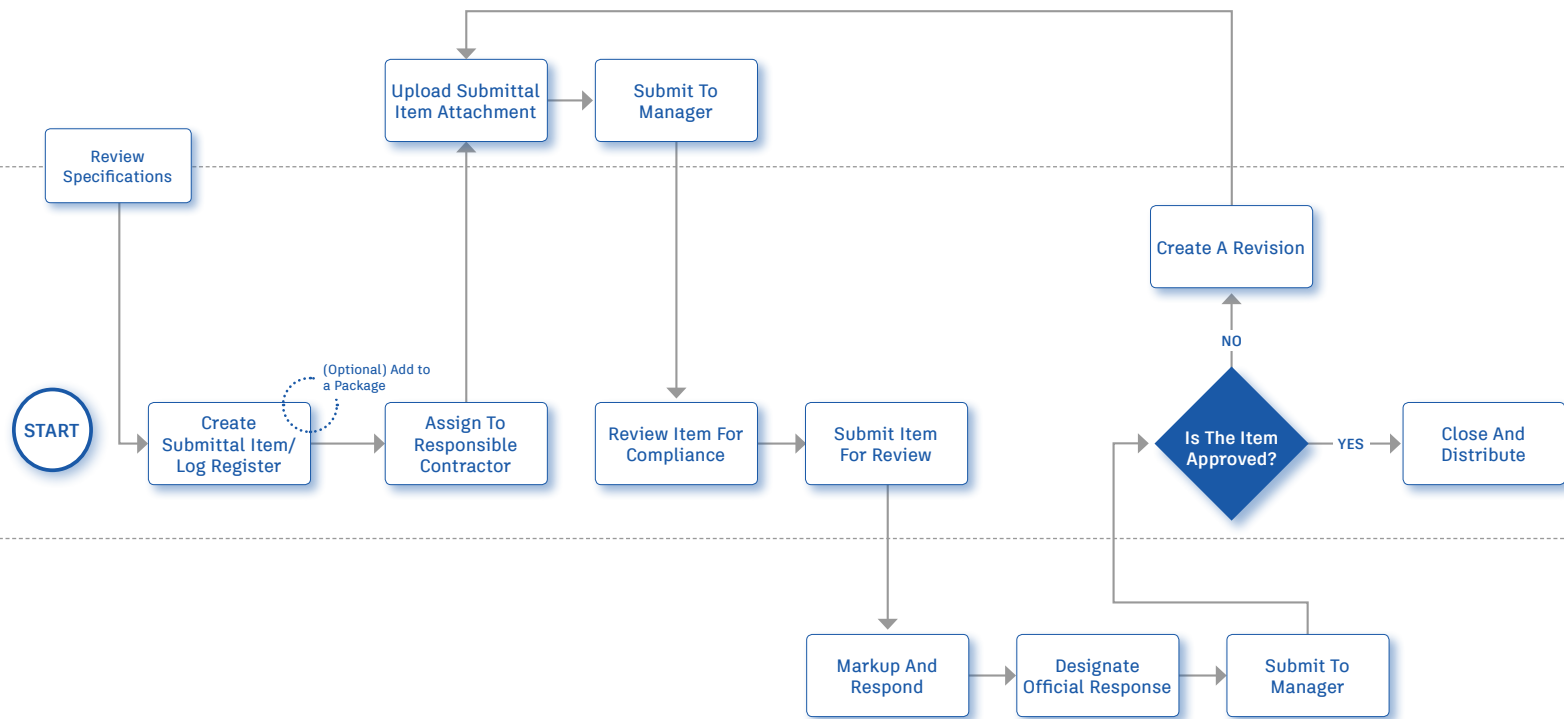 Upload Submittal
Item Attachment
Submit To
Manager
Review
Specifications
Create A Revision
NO
(Optional) Add to
a Package
START
Create
Submittal Item/
Log Register
Assign To
Responsible
Contractor
Review Item For
Compliance
Submit Item
For Review
Is The Item
Approved?
YES
Close And
Distribute
Markup And
Respond
Designate
Official Response
Submit To
Manager